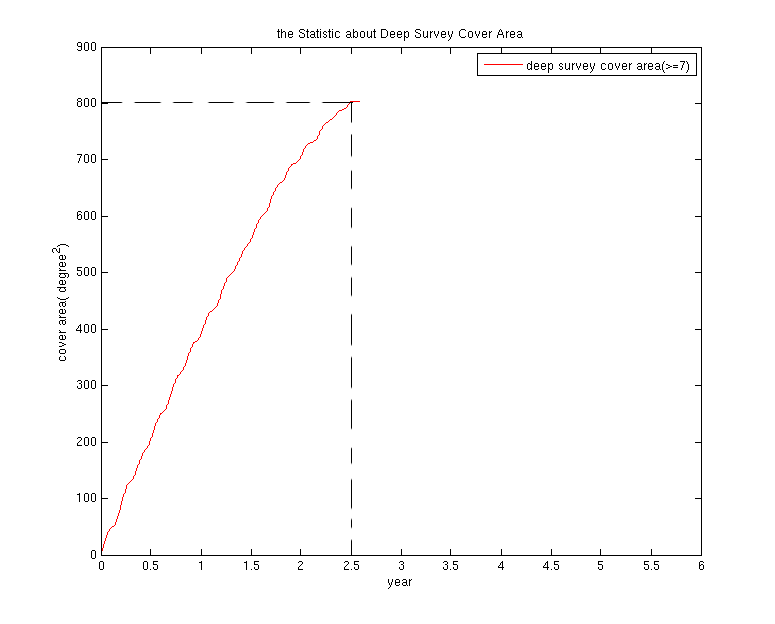 the Statistic about Deep Survey Cover Area
900
deep survey cover area(>=7)
800
700
600
500
400
300
200
100
0
cover area( degree^2)
0 0.5 1 1.5 2 2.5 3 3.5 4 4.5 5 5.5 6
year